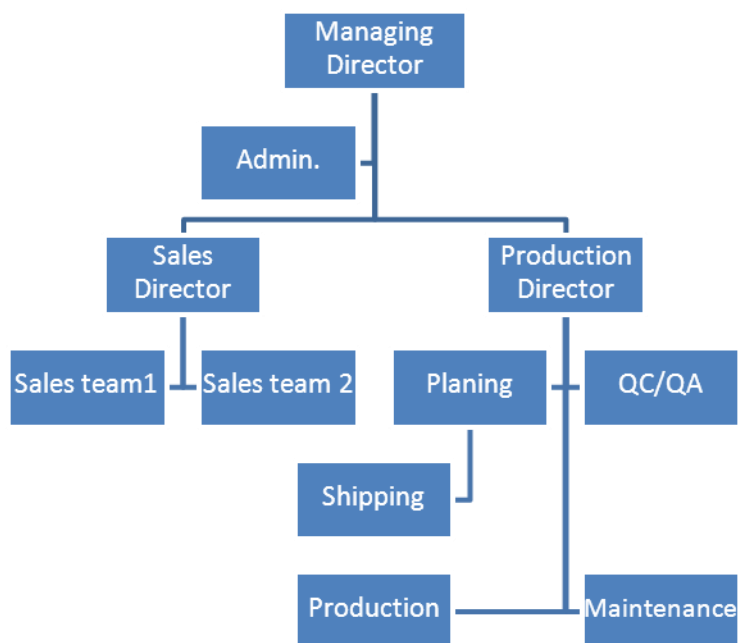 Managing
Director
Admin.
Sales
Director
Production
Director
Sales team1
Sales team 2
Planing
QC/QA
Shipping
Production
Maintenance